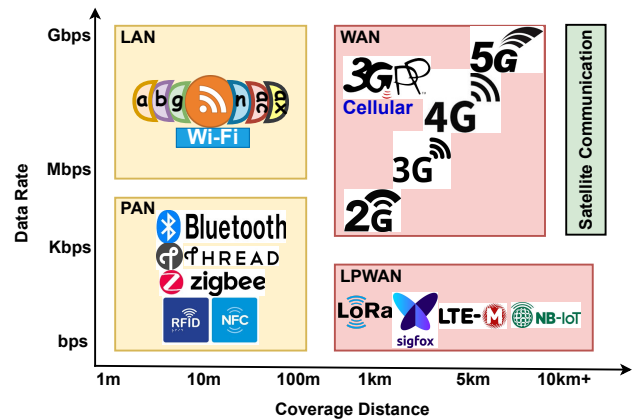 Gbps
Mbps
Kbps
bps
Data Rate
LAN
a b g n ac ax
Wi-Fi
PAN
Bluetooth
THREAD
zigbee
RFID
NFC
WAN
3GPP
Cellular
5G
4G
3G
2G
LPWAN
LoRa
sigfox
LTE-M
NB-IoT
Satellite Communication
1m 10m 100m 1km 5km 10km+
Coverage Distance